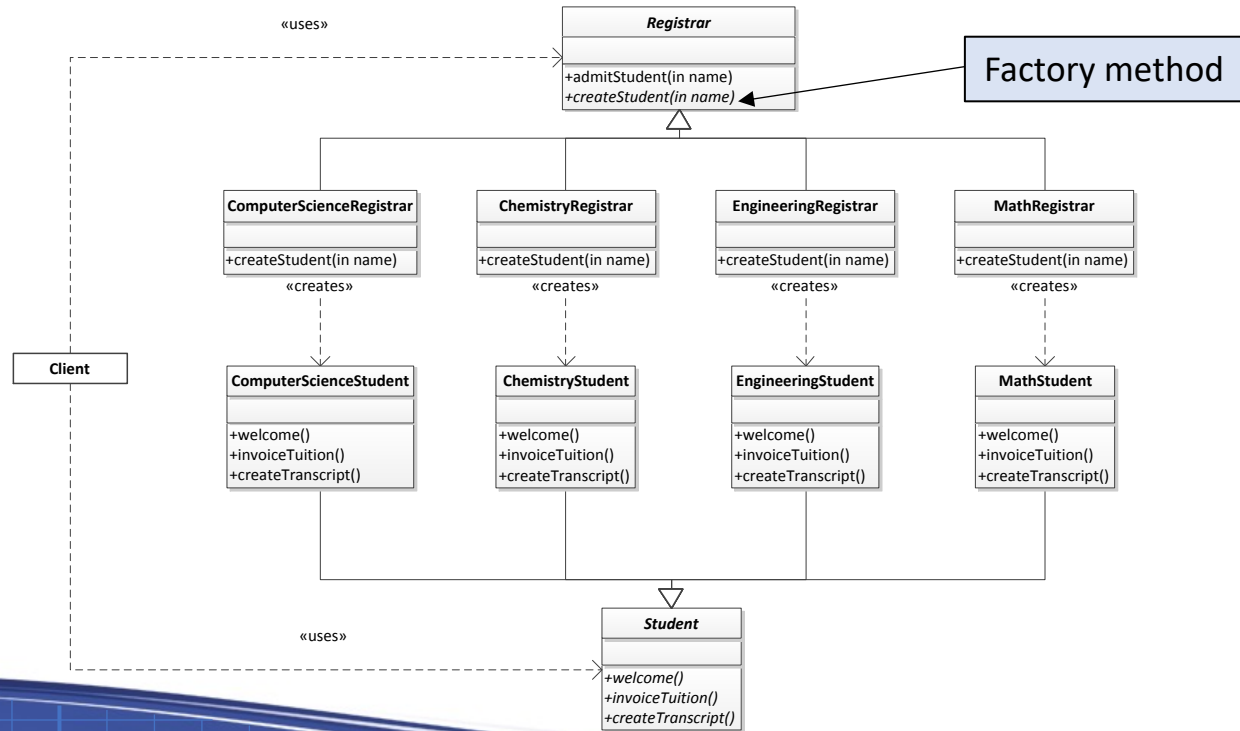 «uses»
Registrar
+admitStudent(in name)
+createStudent(in name)
Factory method
ComputerScienceRegistrar
+createStudent(in name)
«creates»
ChemistryRegistrar
+createStudent(in name)
«creates»
EngineeringRegistrar
+createStudent(in name)
«creates»
MathRegistrar
+createStudent(in name)
«creates»
Client
ComputerScienceStudent
+welcome()
+invoiceTuition()
+createTranscript()
ChemistryStudent
+welcome()
+invoiceTuition()
+createTranscript()
EngineeringStudent
+welcome()
+invoiceTuition()
+createTranscript()
MathStudent
+welcome()
+invoiceTuition()
+createTranscript()
«uses»
Student
+welcome()
+invoiceTuition()
+createTranscript()